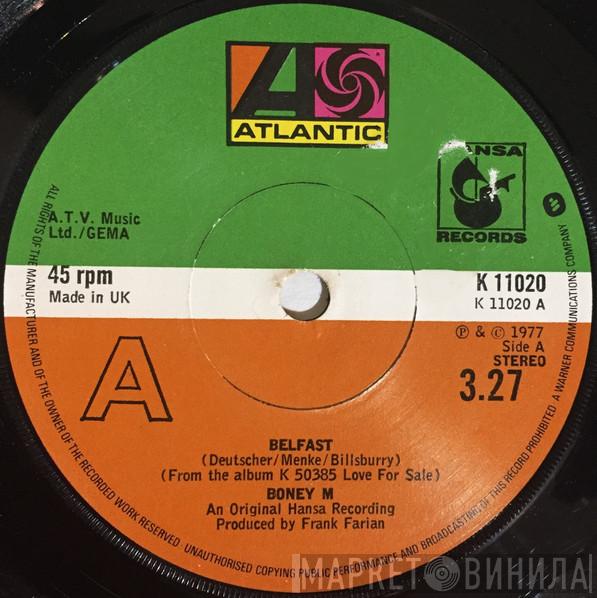 ATLANTIC
HANSA
RECORDS
A.T.V. Music
Ltd./GEMA
45 rpm
Made in UK
K 11020
K 11020 A
℗ & © 1977
Side A
STEREO
3.27
A
BELFAST
(Deutscher/Menke/Billsburry)
(From the album K 50385 Love For Sale)
BONEY M
An Original Hansa Recording
Produced by Frank Farian
ALL RIGHTS OF THE MANUFACTURER AND OF THE OWNER OF THE RECORDED WORK RESERVED. UNAUTHORISED COPYING PUBLIC PERFORMANCE AND BROADCASTING OF THIS RECORD PROHIBITED. A WARNER COMMUNICATIONS COMPANY
МАРКЕТ ВИНИЛА